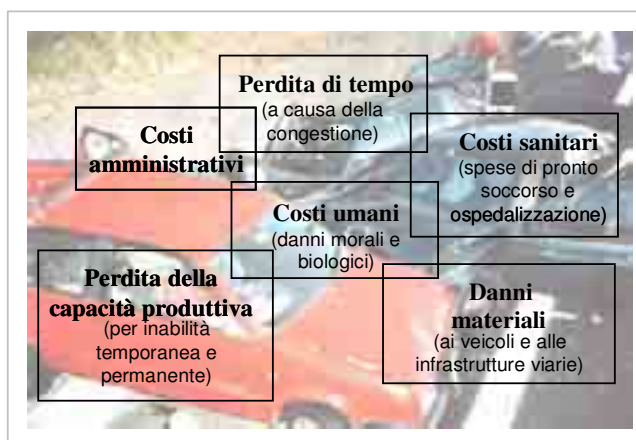 Perdita di tempo
(a causa della
congestione)
Costi
amministrativi
Costi sanitari
(spese di pronto
soccorso e
ospedalizzazione)
Costi umani
(danni morali e
biologici)
Perdita della
capacità produttiva
(per inabilità
temporanea e
permanente)
Danni
materiali
(ai veicoli e alle
infrastrutture viarie)